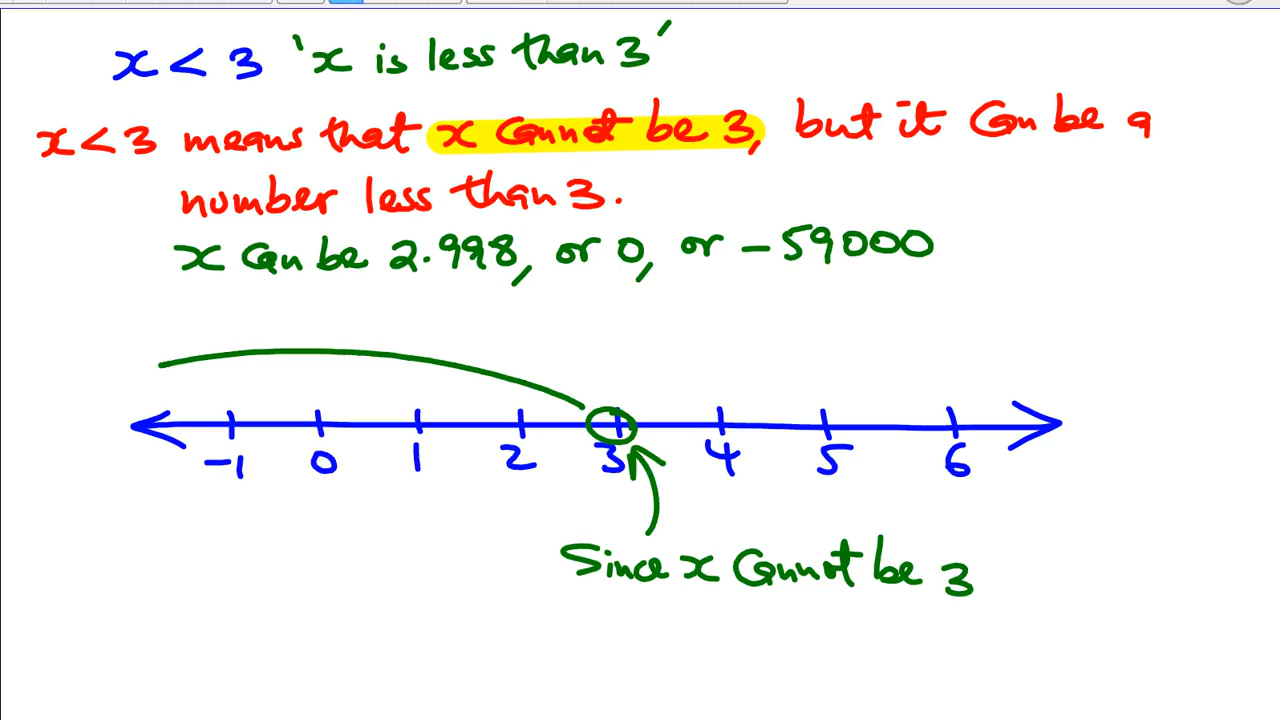 x < 3 'x is less than 3'
x < 3 means that x cannot be 3, but it can be a
number less than 3.
x can be 2.998, or 0, or -59000
-1 0 1 2 3 4 5 6
Since x cannot be 3